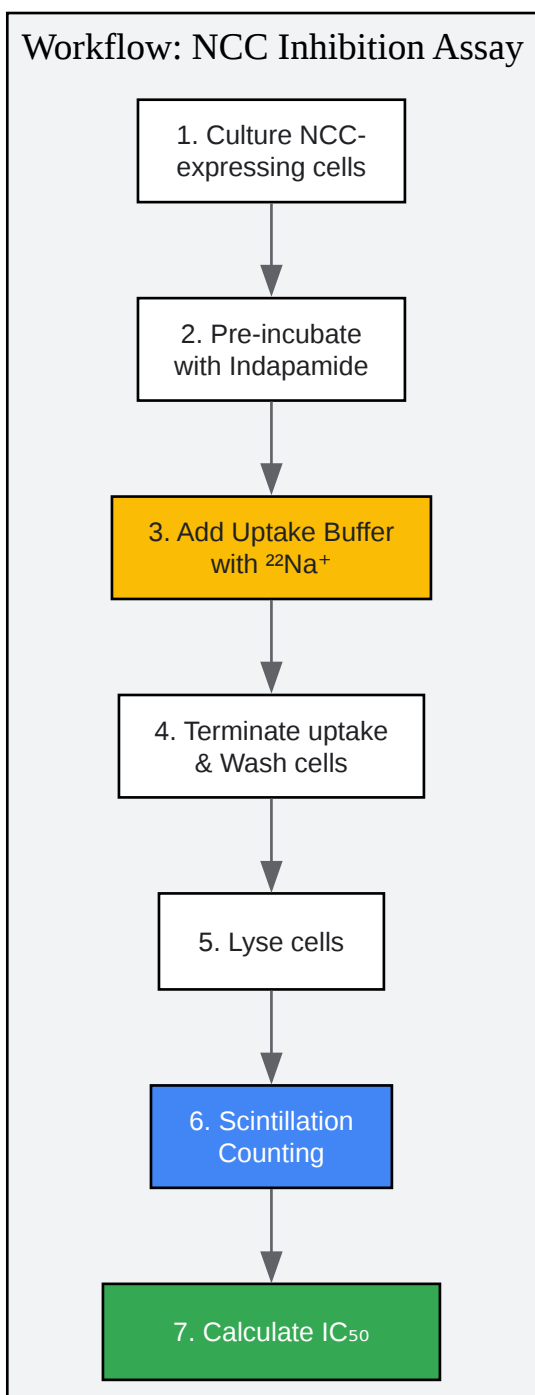 Workflow: NCC Inhibition Assay
1. Culture NCC-
expressing cells
2. Pre-incubate
with Indapamide
3. Add Uptake Buffer
with ²²Na⁺
4. Terminate uptake
& Wash cells
5. Lyse cells
6. Scintillation
Counting
7. Calculate IC₅₀